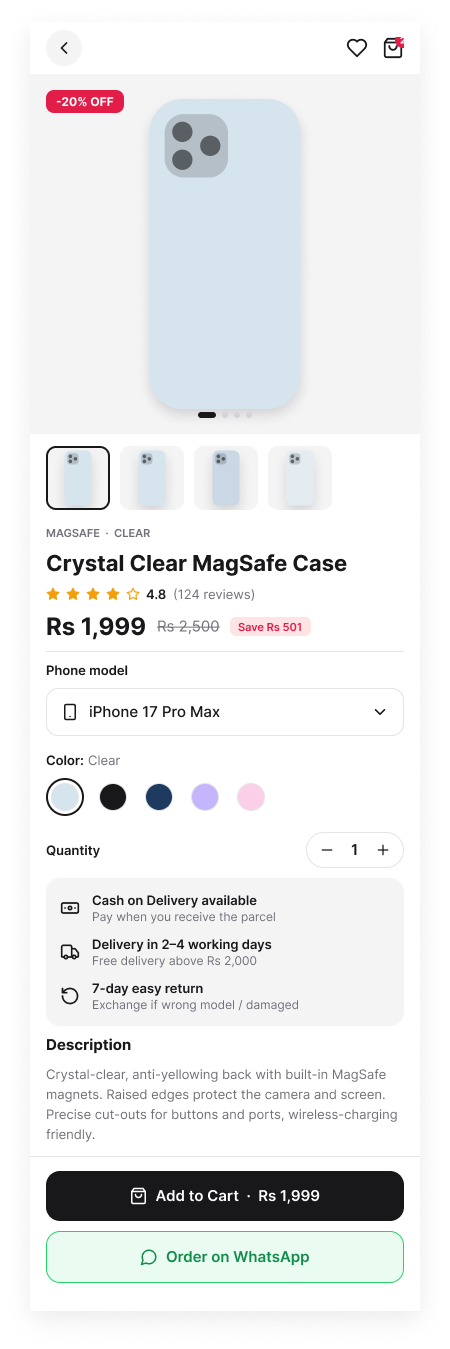 -20% OFF
MAGSAFE · CLEAR
Crystal Clear MagSafe Case
4.8 (124 reviews)
Rs 1,999 Rs 2,500 Save Rs 501
Phone model
iPhone 17 Pro Max
Color: Clear
Quantity
1
Cash on Delivery available
Pay when you receive the parcel
Delivery in 2–4 working days
Free delivery above Rs 2,000
7-day easy return
Exchange if wrong model / damaged
Description
Crystal-clear, anti-yellowing back with built-in MagSafe
magnets. Raised edges protect the camera and screen.
Precise cut-outs for buttons and ports, wireless-charging
friendly.
Add to Cart · Rs 1,999
Order on WhatsApp